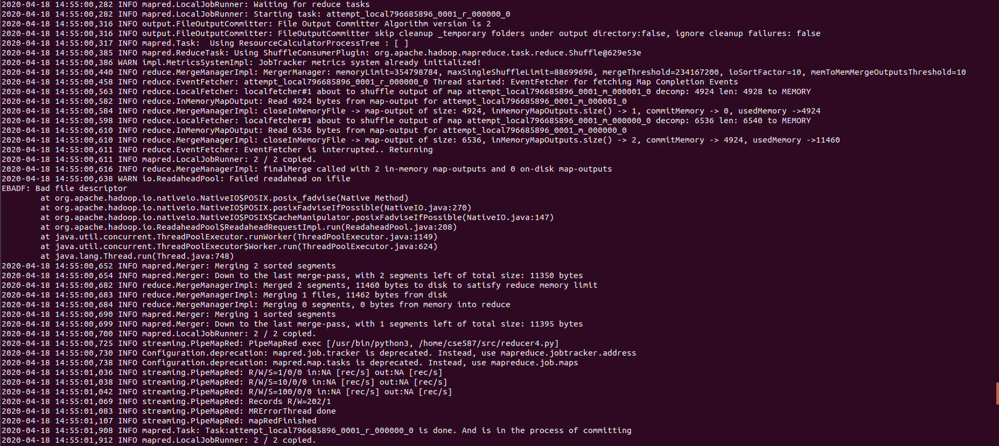 2020-04-18 14:55:00,282 INFO mapred.LocalJobRunner: Waiting for reduce tasks
2020-04-18 14:55:00,282 INFO mapred.LocalJobRunner: Starting task: attempt_local796685896_0001_r_000000_0
2020-04-18 14:55:00,316 INFO output.FileOutputCommitter: File Output Committer Algorithm version is 2
2020-04-18 14:55:00,316 INFO output.FileOutputCommitter: FileOutputCommitter skip cleanup _temporary folders under output directory:false, ignore cleanup failures: false
2020-04-18 14:55:00,317 INFO mapred.Task:  Using ResourceCalculatorProcessTree : [ ]
2020-04-18 14:55:00,385 INFO mapred.ReduceTask: Using ShuffleConsumerPlugin: org.apache.hadoop.mapreduce.task.reduce.Shuffle@629e53e
2020-04-18 14:55:00,386 WARN impl.MetricsSystemImpl: JobTracker metrics system already initialized!
2020-04-18 14:55:00,440 INFO reduce.MergeManagerImpl: MergerManager: memoryLimit=354798784, maxSingleShuffleLimit=88699696, mergeThreshold=234167200, ioSortFactor=10, memToMemMergeOutputsThreshold=10
2020-04-18 14:55:00,458 INFO reduce.EventFetcher: attempt_local796685896_0001_r_000000_0 Thread started: EventFetcher for fetching Map Completion Events
2020-04-18 14:55:00,563 INFO reduce.LocalFetcher: localfetcher#1 about to shuffle output of map attempt_local796685896_0001_m_000001_0 decomp: 4924 len: 4928 to MEMORY
2020-04-18 14:55:00,582 INFO reduce.InMemoryMapOutput: Read 4924 bytes from map-output for attempt_local796685896_0001_m_000001_0
2020-04-18 14:55:00,584 INFO reduce.MergeManagerImpl: closeInMemoryFile -> map-output of size: 4924, inMemoryMapOutputs.size() -> 1, commitMemory -> 0, usedMemory ->4924
2020-04-18 14:55:00,598 INFO reduce.LocalFetcher: localfetcher#1 about to shuffle output of map attempt_local796685896_0001_m_000000_0 decomp: 6536 len: 6540 to MEMORY
2020-04-18 14:55:00,610 INFO reduce.InMemoryMapOutput: Read 6536 bytes from map-output for attempt_local796685896_0001_m_000000_0
2020-04-18 14:55:00,610 INFO reduce.MergeManagerImpl: closeInMemoryFile -> map-output of size: 6536, inMemoryMapOutputs.size() -> 2, commitMemory -> 4924, usedMemory ->11460
2020-04-18 14:55:00,611 INFO reduce.EventFetcher: EventFetcher is interrupted.. Returning
2020-04-18 14:55:00,611 INFO mapred.LocalJobRunner: 2 / 2 copied.
2020-04-18 14:55:00,616 INFO reduce.MergeManagerImpl: finalMerge called with 2 in-memory map-outputs and 0 on-disk map-outputs
2020-04-18 14:55:00,638 WARN io.ReadaheadPool: Failed readahead on ifile
EBADF: Bad file descriptor
        at org.apache.hadoop.io.nativeio.NativeIO$POSIX.posix_fadvise(Native Method)
        at org.apache.hadoop.io.nativeio.NativeIO$POSIX.posixFadviseIfPossible(NativeIO.java:270)
        at org.apache.hadoop.io.nativeio.NativeIO$POSIX$CacheManipulator.posixFadviseIfPossible(NativeIO.java:147)
        at org.apache.hadoop.io.ReadaheadPool$ReadaheadRequestImpl.run(ReadaheadPool.java:208)
        at java.util.concurrent.ThreadPoolExecutor.runWorker(ThreadPoolExecutor.java:1149)
        at java.util.concurrent.ThreadPoolExecutor$Worker.run(ThreadPoolExecutor.java:624)
        at java.lang.Thread.run(Thread.java:748)
2020-04-18 14:55:00,652 INFO mapred.Merger: Merging 2 sorted segments
2020-04-18 14:55:00,654 INFO mapred.Merger: Down to the last merge-pass, with 2 segments left of total size: 11350 bytes
2020-04-18 14:55:00,682 INFO reduce.MergeManagerImpl: Merged 2 segments, 11460 bytes to disk to satisfy reduce memory limit
2020-04-18 14:55:00,683 INFO reduce.MergeManagerImpl: Merging 1 files, 11462 bytes from disk
2020-04-18 14:55:00,684 INFO reduce.MergeManagerImpl: Merging 0 segments, 0 bytes from memory into reduce
2020-04-18 14:55:00,690 INFO mapred.Merger: Merging 1 sorted segments
2020-04-18 14:55:00,699 INFO mapred.Merger: Down to the last merge-pass, with 1 segments left of total size: 11395 bytes
2020-04-18 14:55:00,700 INFO mapred.LocalJobRunner: 2 / 2 copied.
2020-04-18 14:55:00,725 INFO streaming.PipeMapRed: PipeMapRed exec [/usr/bin/python3, /home/cse587/src/reducer4.py]
2020-04-18 14:55:00,730 INFO Configuration.deprecation: mapred.job.tracker is deprecated. Instead, use mapreduce.jobtracker.address
2020-04-18 14:55:00,738 INFO Configuration.deprecation: mapred.map.tasks is deprecated. Instead, use mapreduce.job.maps
2020-04-18 14:55:01,036 INFO streaming.PipeMapRed: R/W/S=1/0/0 in:NA [rec/s] out:NA [rec/s]
2020-04-18 14:55:01,038 INFO streaming.PipeMapRed: R/W/S=10/0/0 in:NA [rec/s] out:NA [rec/s]
2020-04-18 14:55:01,042 INFO streaming.PipeMapRed: R/W/S=100/0/0 in:NA [rec/s] out:NA [rec/s]
2020-04-18 14:55:01,069 INFO streaming.PipeMapRed: Records R/W=202/1
2020-04-18 14:55:01,083 INFO streaming.PipeMapRed: MRErrorThread done
2020-04-18 14:55:01,107 INFO streaming.PipeMapRed: mapRedFinished
2020-04-18 14:55:01,908 INFO mapred.Task: Task:attempt_local796685896_0001_r_000000_0 is done. And is in the process of committing
2020-04-18 14:55:01,912 INFO mapred.LocalJobRunner: 2 / 2 copied.